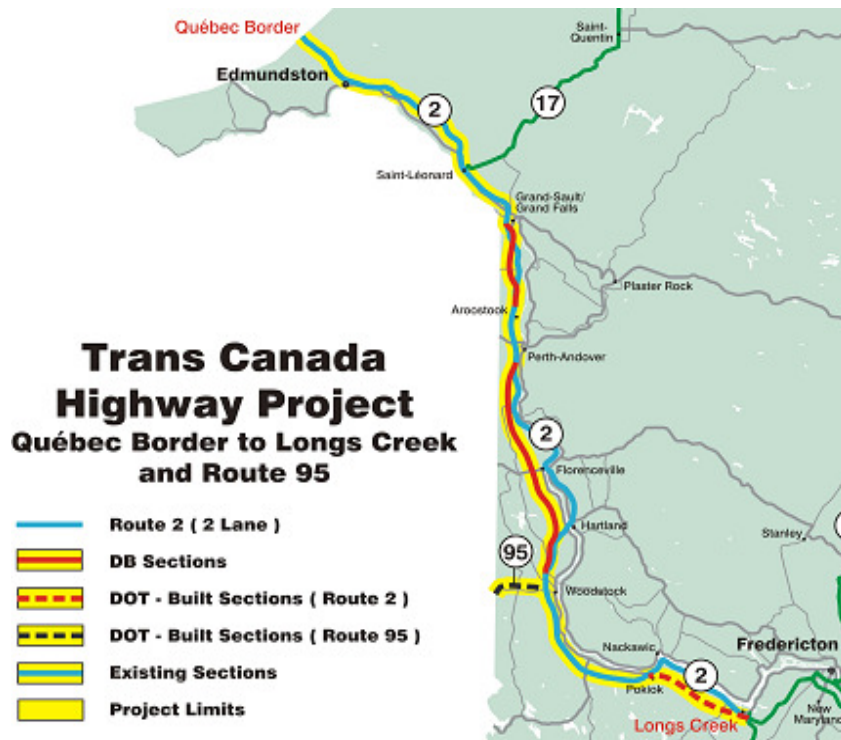 Québec Border
Edmundston
Saint-
Quentin
2
17
Saint-Léonard
Grand-Sault/
Grand Falls
Plaster Rock
Aroostook
Perth-Andover
Trans Canada
Highway Project
Québec Border to Longs Creek
and Route 95
2
Florenceville
Hartland
Stanley
95
Woodstock
Nackawic
Fredericton
2
Pokiok
Longs Creek
New
Maryland
Route 2 ( 2 Lane )
DB Sections
DOT - Built Sections ( Route 2 )
DOT - Built Sections ( Route 95 )
Existing Sections
Project Limits